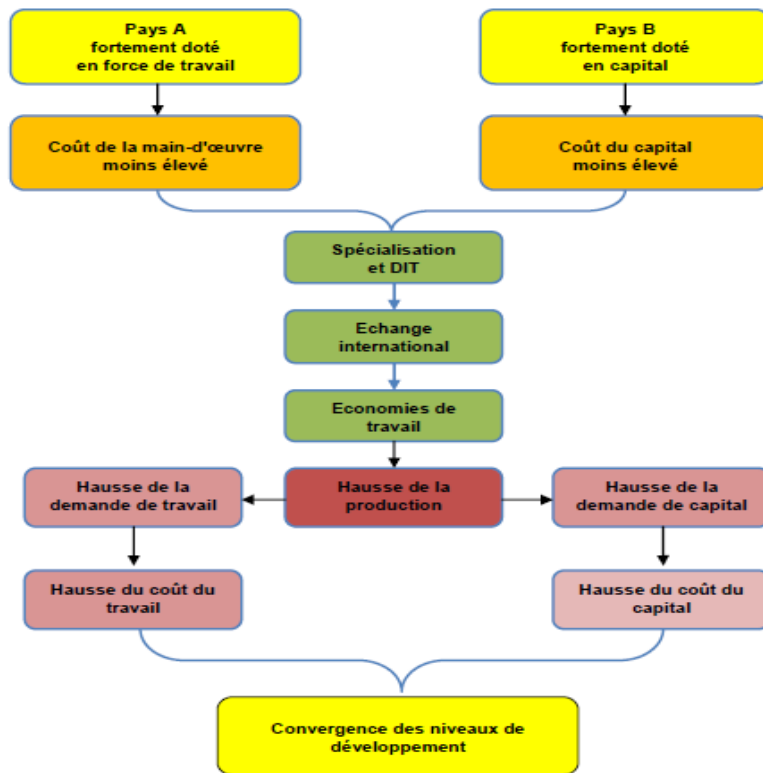 Pays A
fortement doté
en force de travail
Pays B
fortement doté
en capital
Coût de la main-d'œuvre
moins élevé
Coût du capital
moins élevé
Spécialisation
et DIT
Echange
international
Economies de
travail
Hausse de la
demande de travail
Hausse de la
production
Hausse de la
demande de capital
Hausse du coût du
travail
Hausse du coût du
capital
Convergence des niveaux de
développement